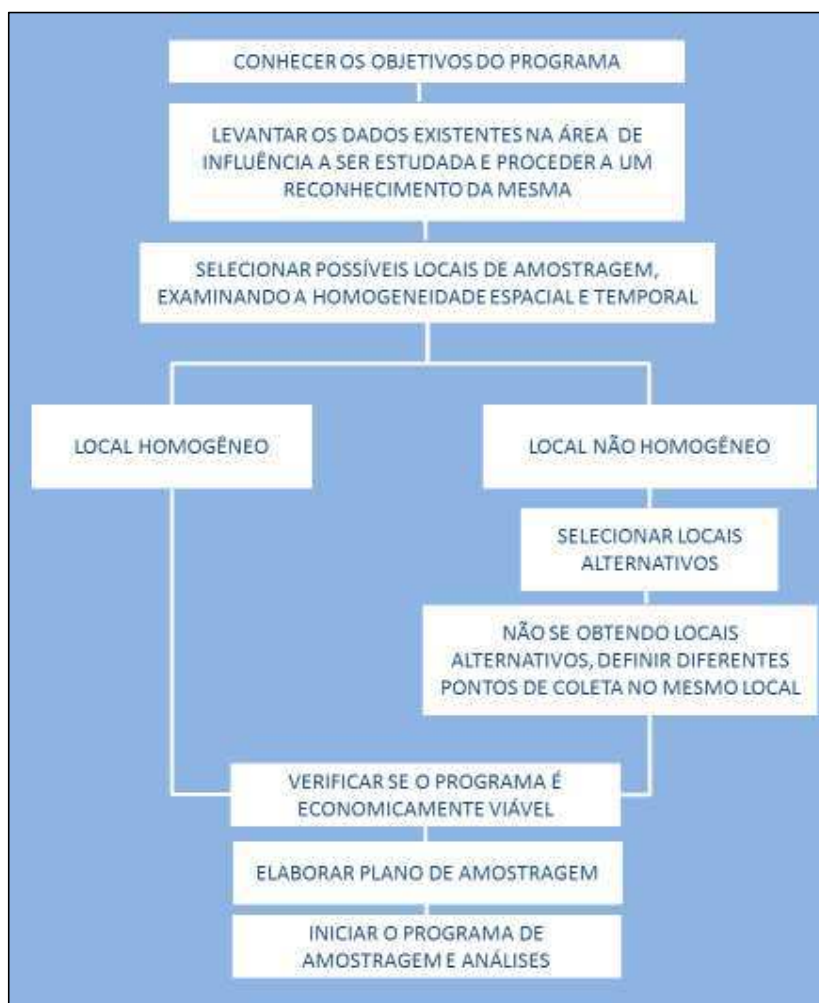 CONHECER OS OBJETIVOS DO PROGRAMA
LEVANTAR OS DADOS EXISTENTES NA ÁREA DE
INFLUÊNCIA A SER ESTUDADA E PROCEDER A UM
RECONHECIMENTO DA MESMA
SELECIONAR POSSÍVEIS LOCAIS DE AMOSTRAGEM,
EXAMINANDO A HOMOGENEIDADE ESPACIAL E TEMPORAL
LOCAL HOMOGÊNEO
LOCAL NÃO HOMOGÊNEO
SELECIONAR LOCAIS
ALTERNATIVOS
NÃO SE OBTENDO LOCAIS
ALTERNATIVOS, DEFINIR DIFERENTES
PONTOS DE COLETA NO MESMO LOCAL
VERIFICAR SE O PROGRAMA É
ECONOMICAMENTE VIÁVEL
ELABORAR PLANO DE AMOSTRAGEM
INICIAR O PROGRAMA DE
AMOSTRAGEM E ANÁLISES